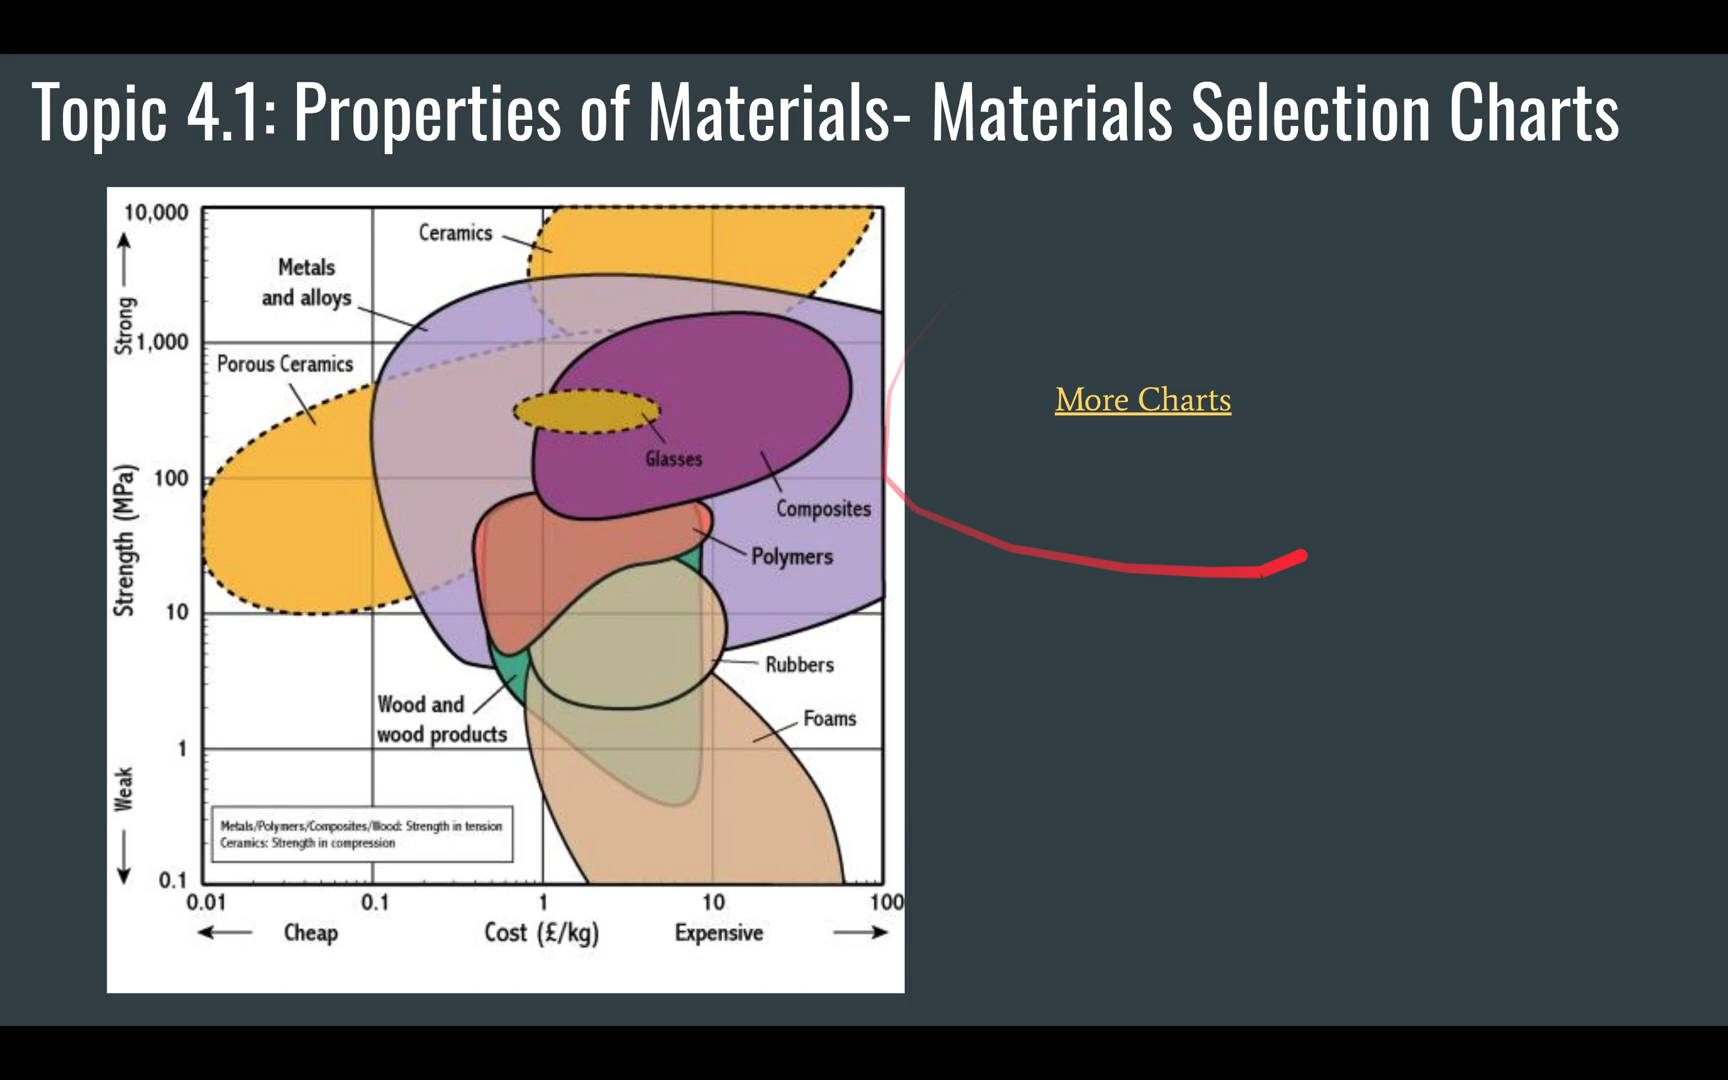 Topic 4.1: Properties of Materials- Materials Selection Charts
10,000
1,000
100
10
1
0.1
Strong
Strength (MPa)
Weak
Ceramics
Metals
and alloys
Porous Ceramics
Glasses
Composites
Polymers
Rubbers
Wood and
wood products
Foams
Metals/Polymers/Composites/Wood: Strength in tension
Ceramics: Strength in compression
0.01
0.1
1
10
100
Cheap
Cost (£/kg)
Expensive
More Charts